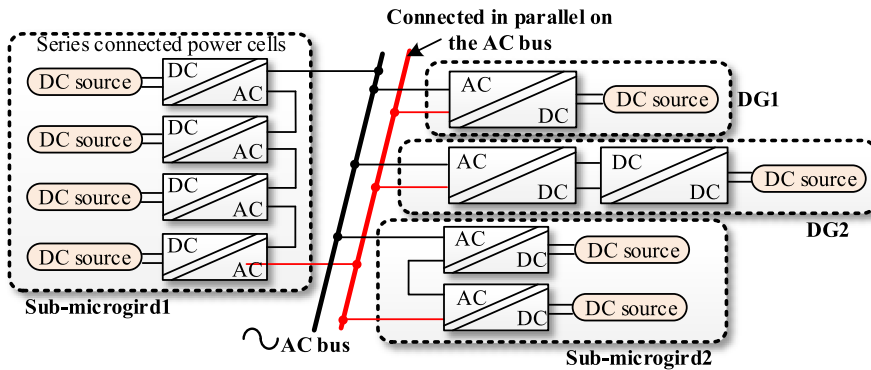 Connected in parallel on
the AC bus
Series connected power cells
DC source
DC
AC
DC source
DC
AC
DC source
DC
AC
DC source
DC
AC
Sub-microgird1
AC bus
AC
DC
DC source
DG1
AC
DC
DC
DC
DC source
DG2
AC
DC
DC source
AC
DC
DC source
Sub-microgird2